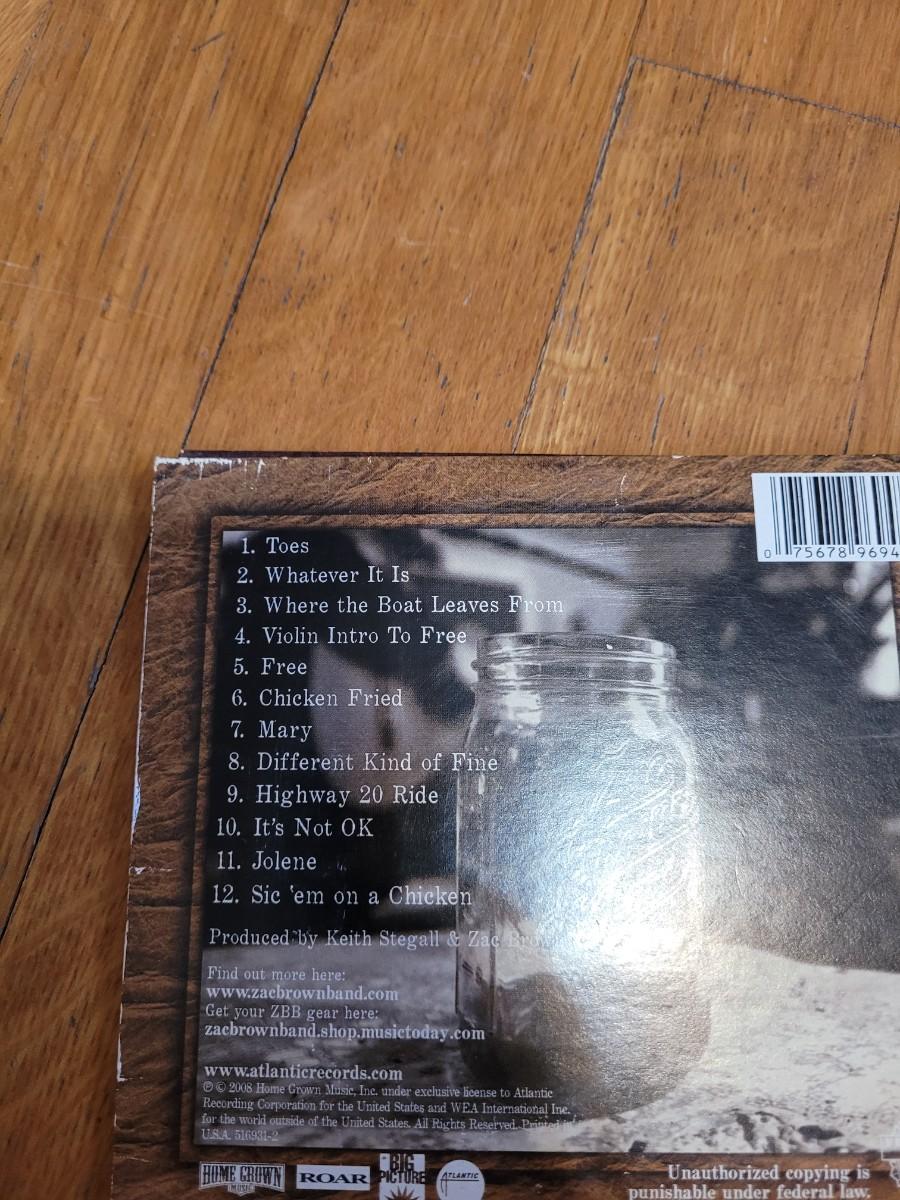 0 75678 9694
1. Toes
2. Whatever It Is
3. Where the Boat Leaves From
4. Violin Intro To Free
5. Free
6. Chicken Fried
7. Mary
8. Different Kind of Fine
9. Highway 20 Ride
10. It's Not OK
11. Jolene
12. Sic 'em on a Chicken
Produced by Keith Stegall & Zac
Find out more here:
www.zacbrownband.com
Get your ZBB gear here:
zacbrownband.shop.musictoday.com
www.atlanticrecords.com
℗ © 2008 Home Grown Music, Inc. under exclusive license to Atlantic
Recording Corporation for the United States and WEA International Inc.
for the world outside of the United States. All Rights Reserved. Printed
U.S.A. 516931-2
HOME GROWN
MUSIC
ROAR
BIG
PICTURE
ATLANTIC
Unauthorized copying is
punishable under federal law.